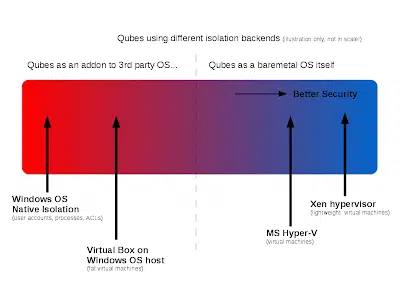 Qubes using different isolation backends (illustration only, not in scale!)
Qubes as an addon to 3rd party OS...
Qubes as a baremetal OS itself
Better Security
Windows OS
Native Isolation
(user accounts, processes, ACLs)
Xen hypervisor
(lightweight virtual machines)
MS Hyper-V
(virtual machines)
Virtual Box on
Windows OS host
(fat virtual machines)